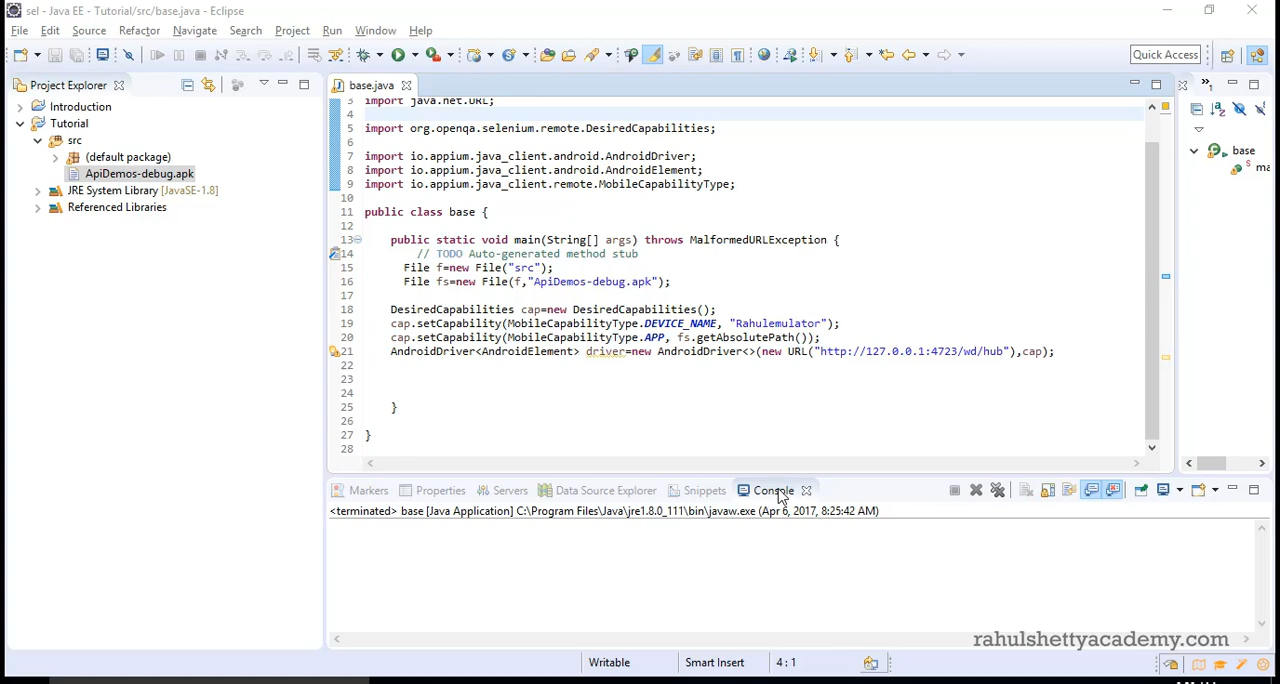 sel - Java EE - Tutorial/src/base.java - Eclipse
File Edit Source Refactor Navigate Search Project Run Window Help
Quick Access
Project Explorer
Introduction
Tutorial
src
(default package)
ApiDemos-debug.apk
JRE System Library [JavaSE-1.8]
Referenced Libraries
base.java
3 import java.net.URL;
4
5 import org.openqa.selenium.remote.DesiredCapabilities;
6
7 import io.appium.java_client.android.AndroidDriver;
8 import io.appium.java_client.android.AndroidElement;
9 import io.appium.java_client.remote.MobileCapabilityType;
10
11 public class base {
12
13 public static void main(String[] args) throws MalformedURLException {
14 // TODO Auto-generated method stub
15 File f=new File("src");
16 File fs=new File(f,"ApiDemos-debug.apk");
17
18 DesiredCapabilities cap=new DesiredCapabilities();
19 cap.setCapability(MobileCapabilityType.DEVICE_NAME, "Rahulemulator");
20 cap.setCapability(MobileCapabilityType.APP, fs.getAbsolutePath());
21 AndroidDriver<AndroidElement> driver=new AndroidDriver<>(new URL("http://127.0.0.1:4723/wd/hub"),cap);
22
23
24
25 }
26
27 }
28
base
ma
Markers Properties Servers Data Source Explorer Snippets Console
<terminated> base [Java Application] C:\Program Files\Java\jre1.8.0_111\bin\javaw.exe (Apr 6, 2017, 8:25:42 AM)
rahulshettyacademy.com
Writable Smart Insert 4 : 1